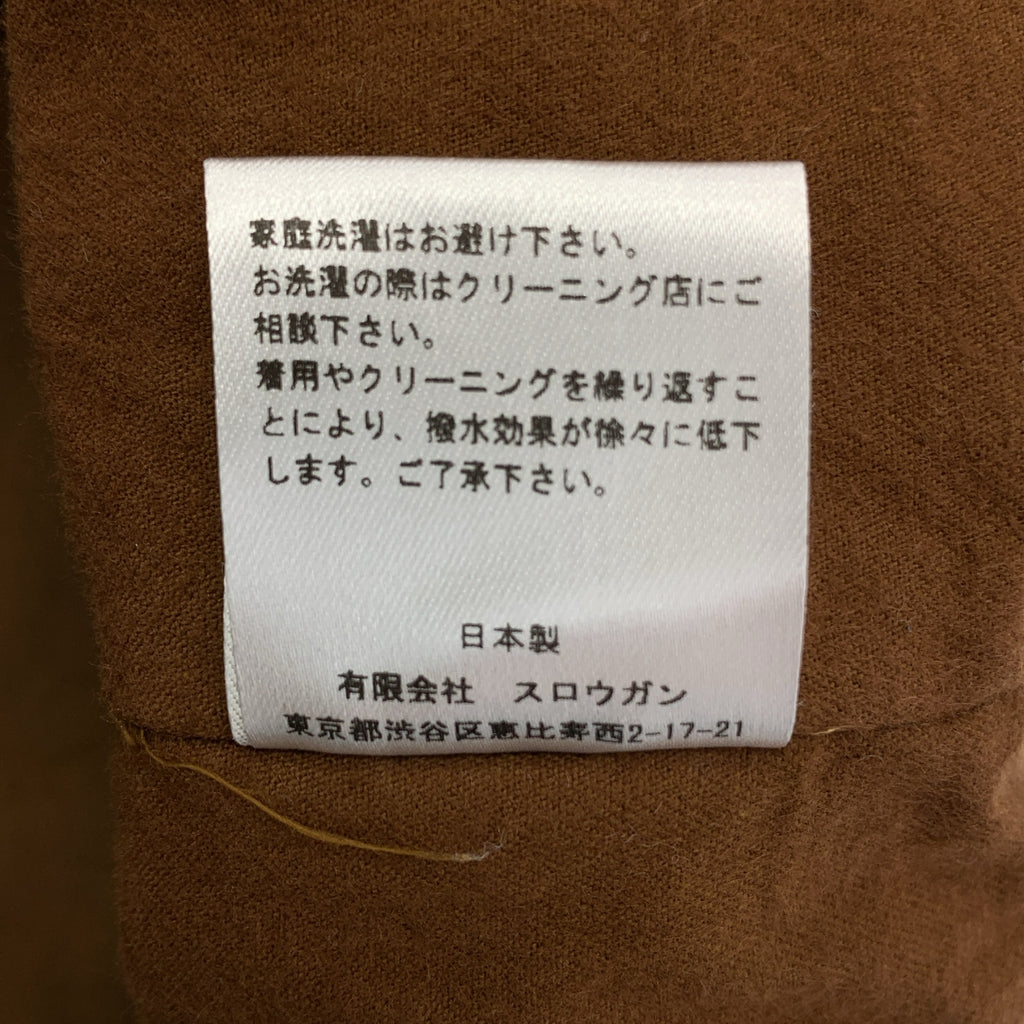 家庭洗濯はお避け下さい。
お洗濯の際はクリーニング店にご
相談下さい。
着用やクリーニングを繰り返すこ
とにより、撥水効果が徐々に低下
します。ご了承下さい。
日本製
有限会社　スロウガン
東京都渋谷区恵比寿西2-17-21